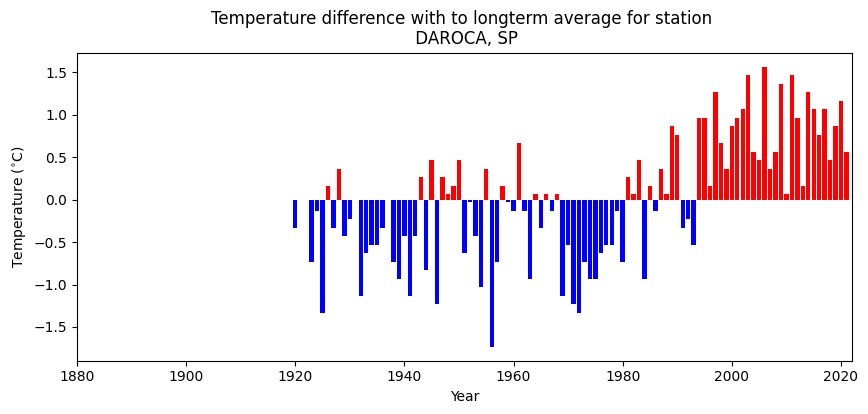 Temperature difference with to longterm average for station
DAROCA, SP
Temperature (°C)
1.5
1.0
0.5
0.0
−0.5
−1.0
−1.5
1880 1900 1920 1940 1960 1980 2000 2020
Year